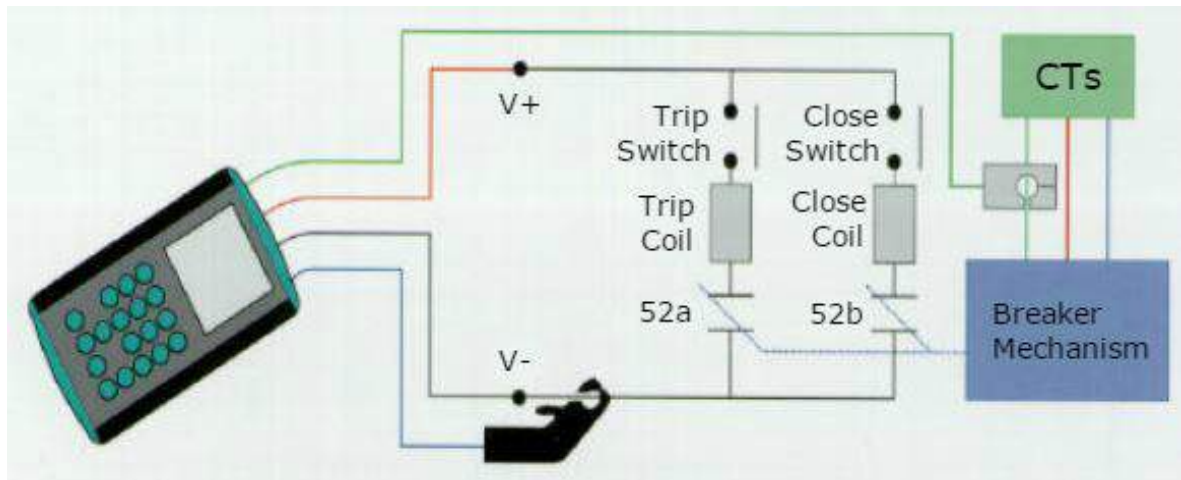 CTs
V+
Trip
Switch
Close
Switch
Trip
Coil
Close
Coil
52a
52b
Breaker
Mechanism
V-